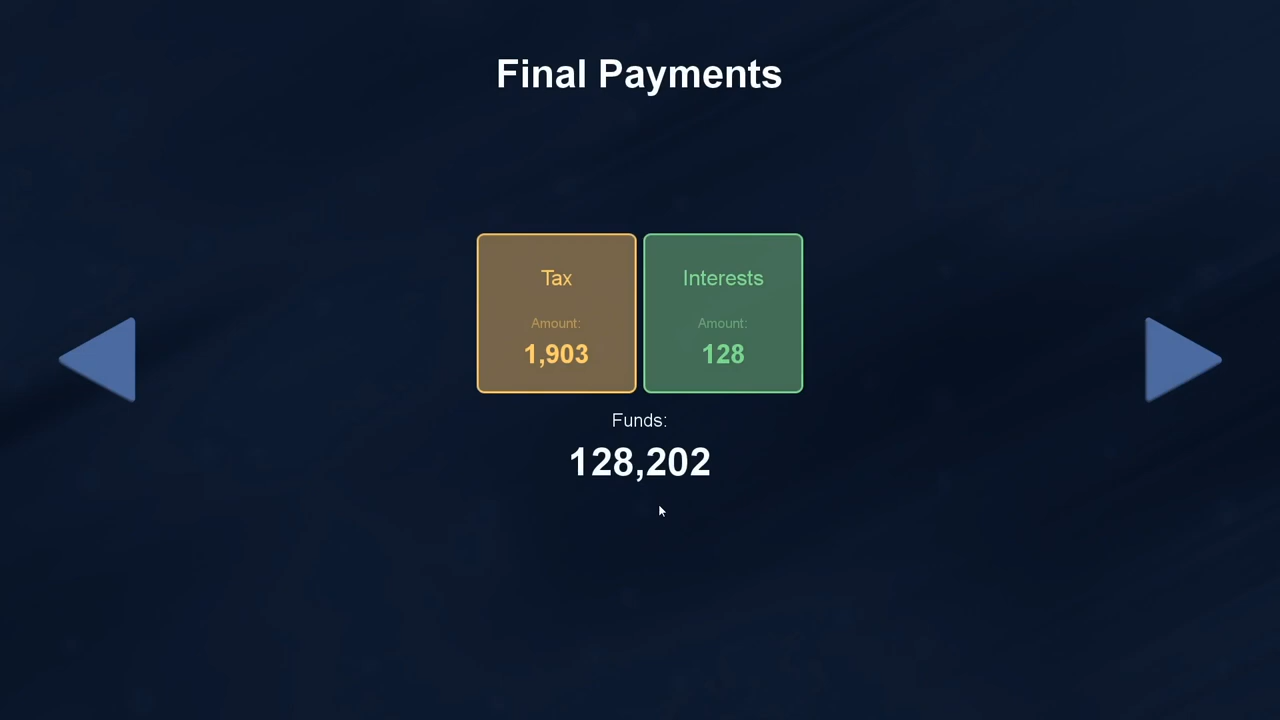 Final Payments
Tax
Interests
Amount:
Amount:
1,903
128
Funds:
128,202